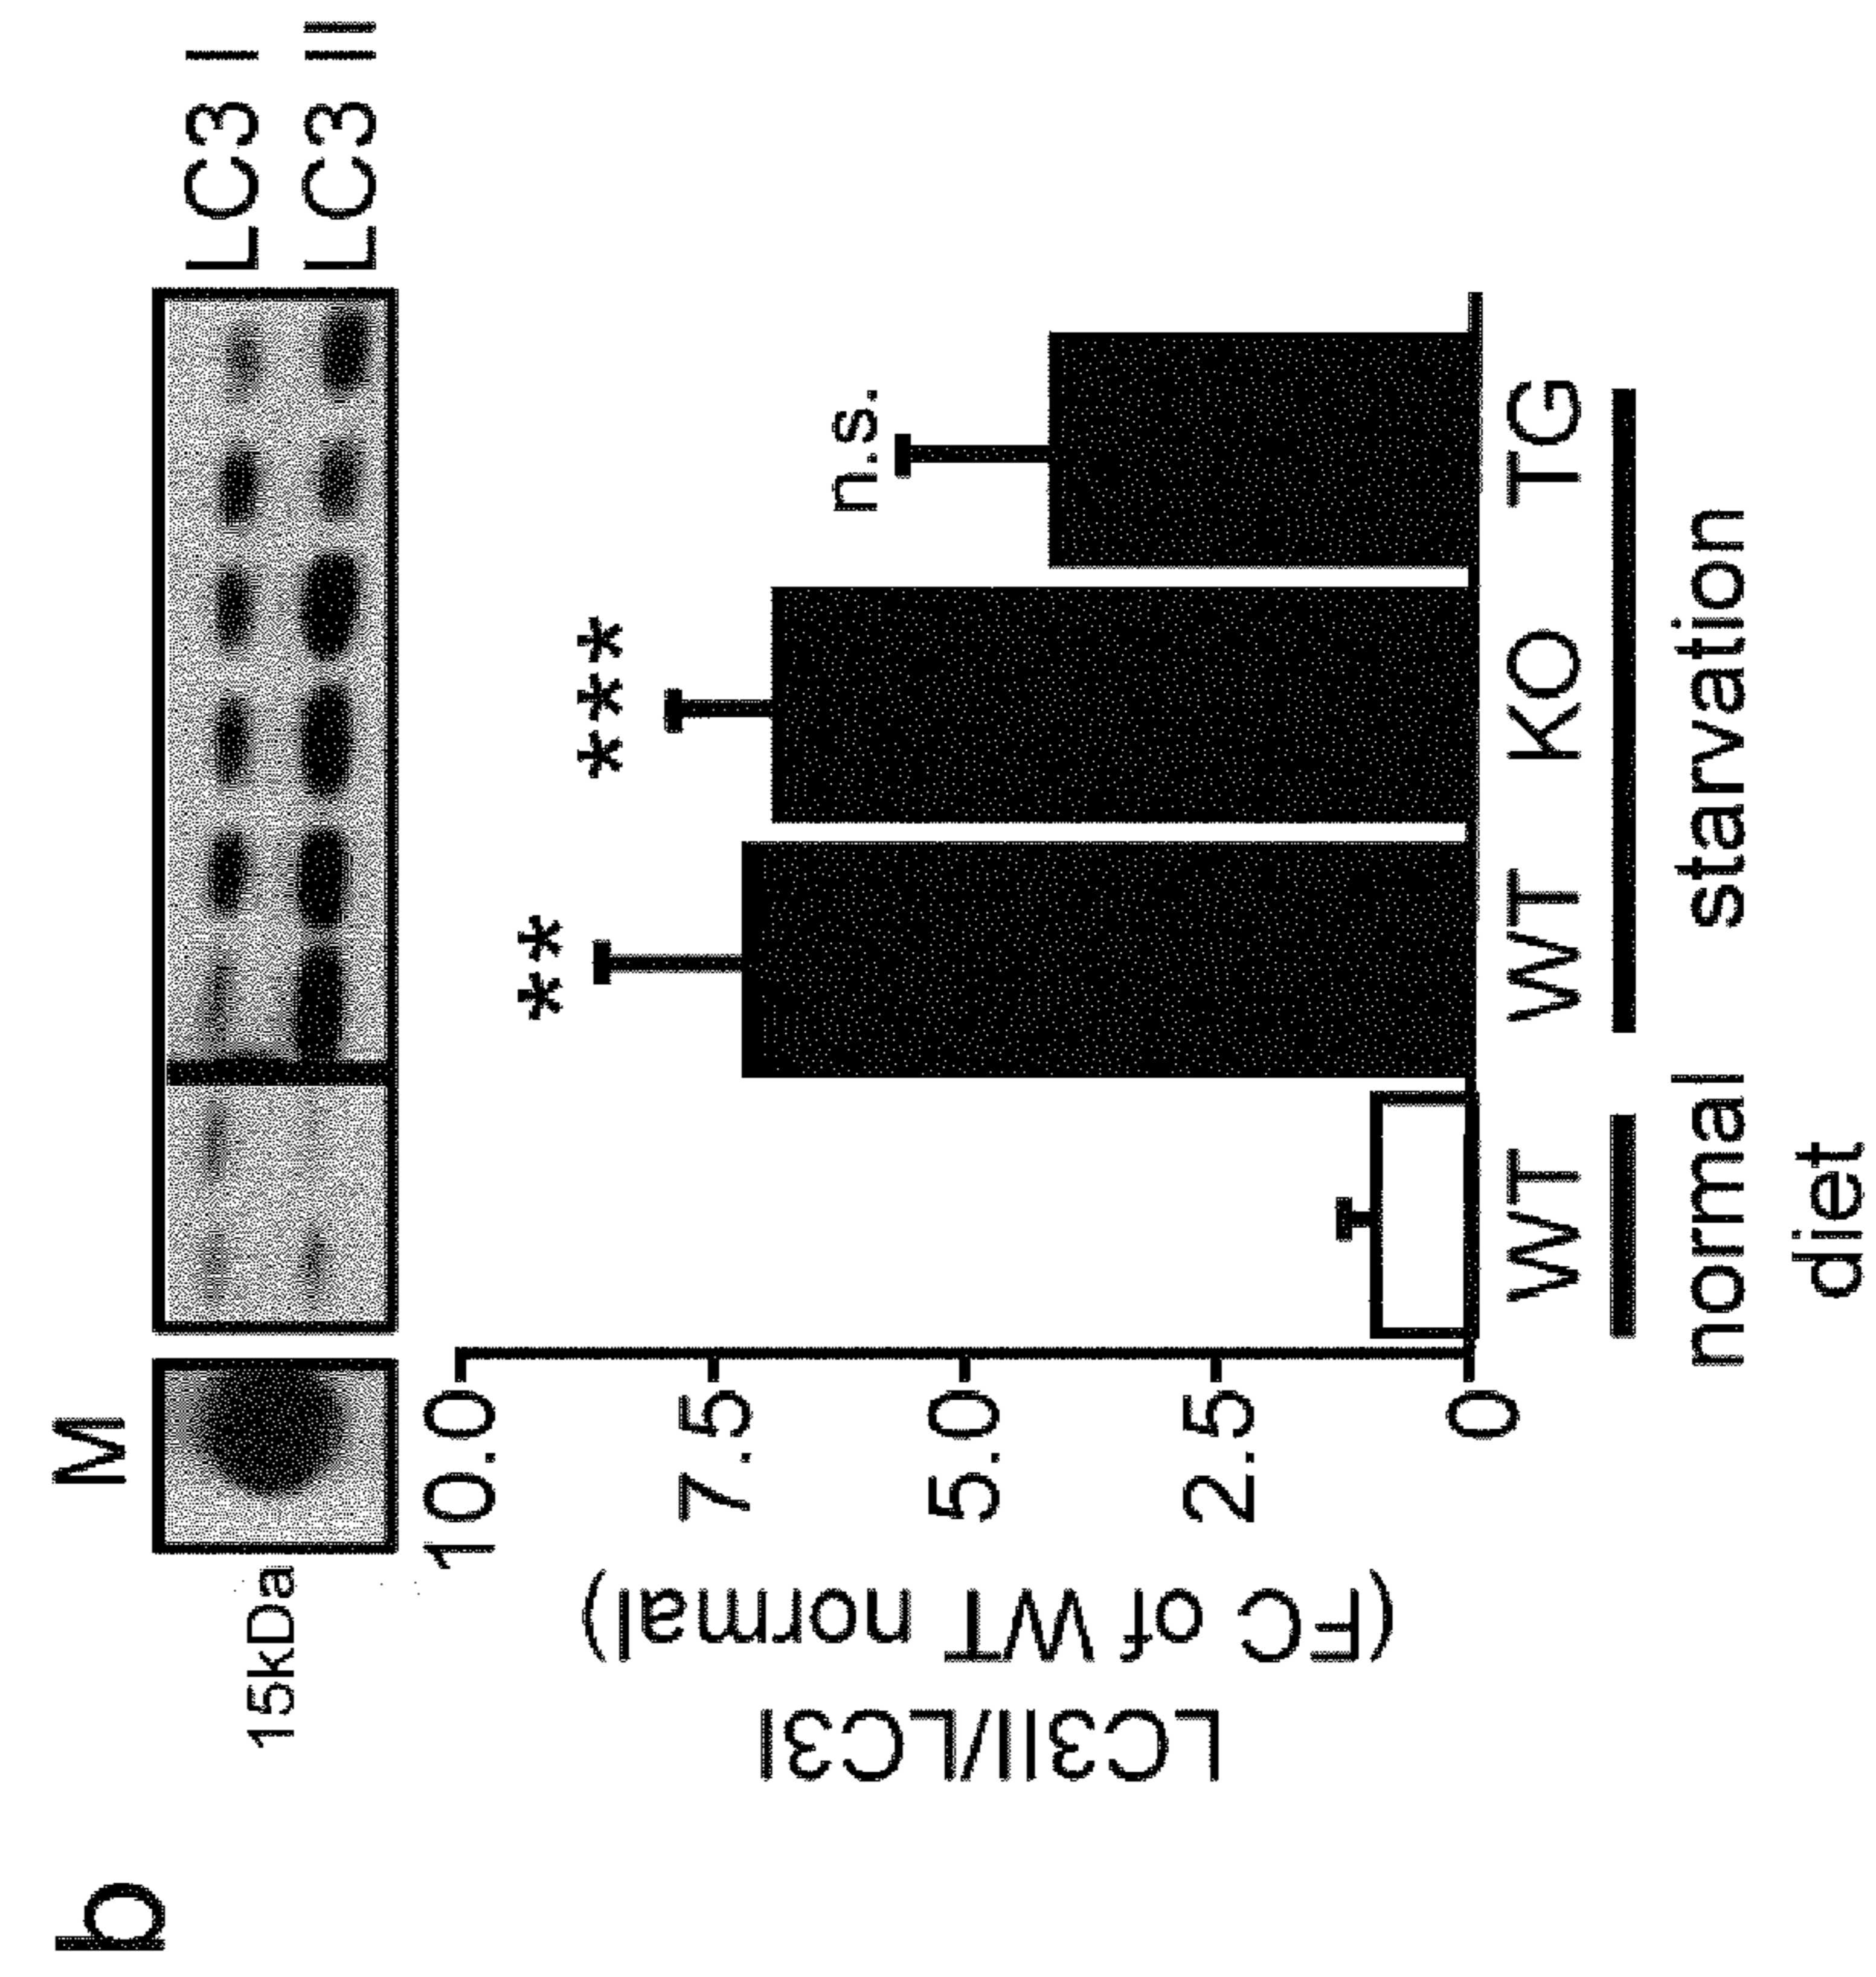 b
M
15kDa
LC3 I
LC3 II
LC3II/LC3I
(FC of WT normal)
10.0
7.5
5.0
2.5
0
**
***
n.s.
WT
WT
KO
TG
normal
diet
starvation